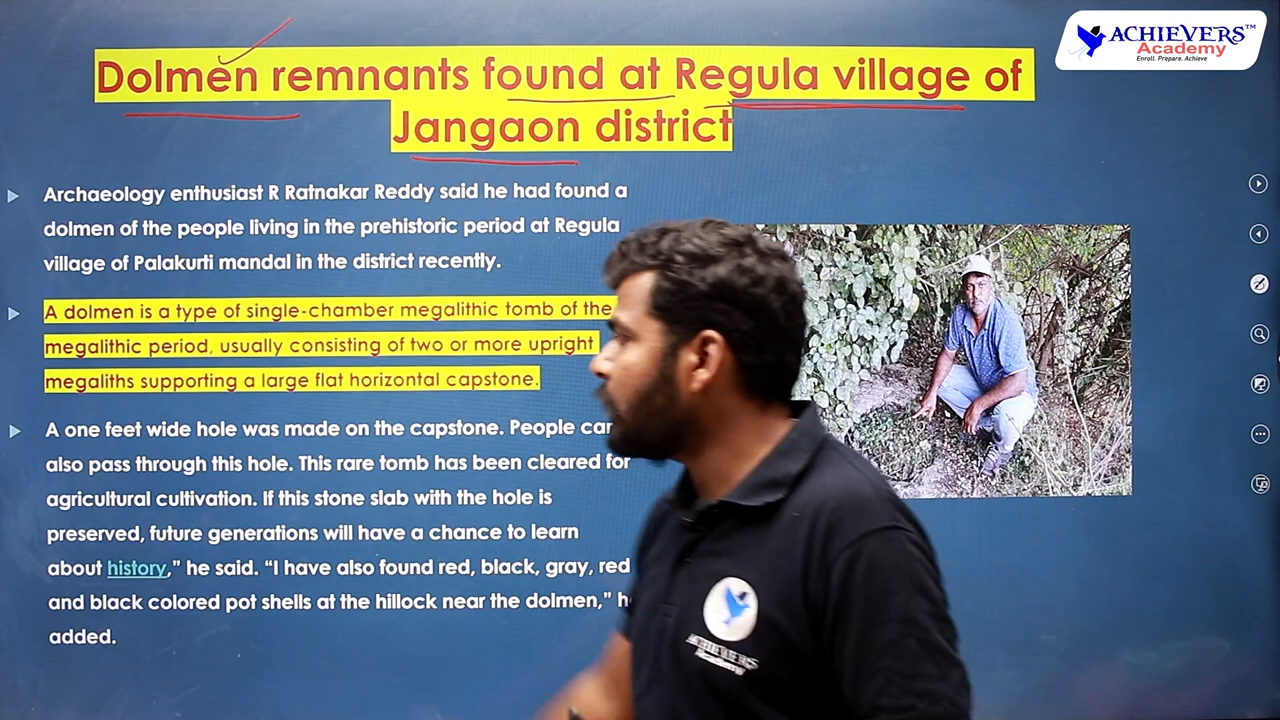 ACHIEVERS™
Academy
Enroll. Prepare. Achieve
Dolmen remnants found at Regula village of
Jangaon district
Archaeology enthusiast R Ratnakar Reddy said he had found a
dolmen of the people living in the prehistoric period at Regula
village of Palakurti mandal in the district recently.
A dolmen is a type of single-chamber megalithic tomb of the
megalithic period, usually consisting of two or more upright
megaliths supporting a large flat horizontal capstone.
A one feet wide hole was made on the capstone. People can
also pass through this hole. This rare tomb has been cleared for
agricultural cultivation. If this stone slab with the hole is
preserved, future generations will have a chance to learn
about history,” he said. “I have also found red, black, gray, red
and black colored pot shells at the hillock near the dolmen,”
added.
ACHIEVERS
Academy